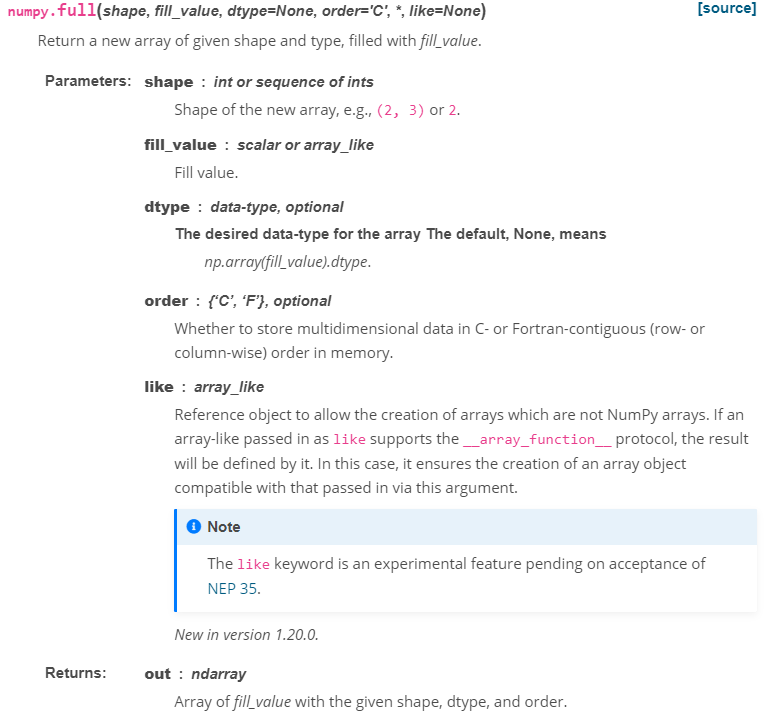 numpy.full(shape, fill_value, dtype=None, order='C', *, like=None) [source]
Return a new array of given shape and type, filled with fill_value.
Parameters: shape : int or sequence of ints
Shape of the new array, e.g., (2, 3) or 2.
fill_value : scalar or array_like
Fill value.
dtype : data-type, optional
The desired data-type for the array The default, None, means
np.array(fill_value).dtype.
order : {‘C’, ‘F’}, optional
Whether to store multidimensional data in C- or Fortran-contiguous (row- or
column-wise) order in memory.
like : array_like
Reference object to allow the creation of arrays which are not NumPy arrays. If an
array-like passed in as like supports the __array_function__ protocol, the result
will be defined by it. In this case, it ensures the creation of an array object
compatible with that passed in via this argument.
Note
The like keyword is an experimental feature pending on acceptance of
NEP 35.
New in version 1.20.0.
Returns: out : ndarray
Array of fill_value with the given shape, dtype, and order.